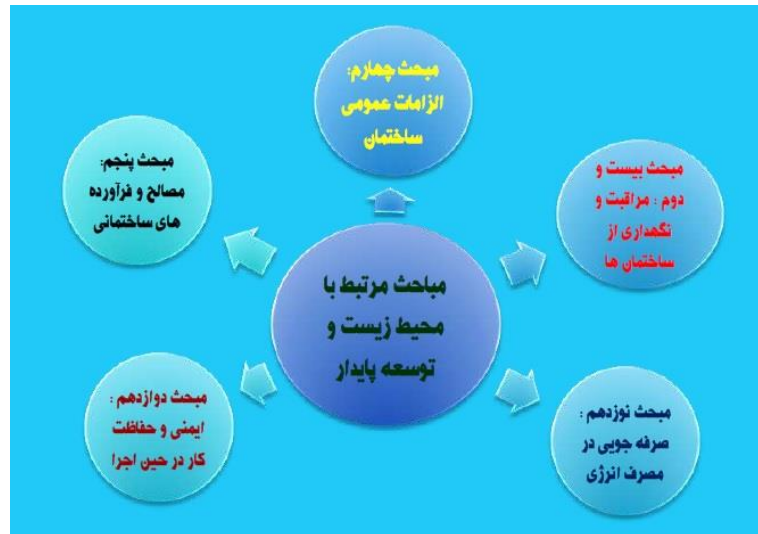 مبحث چهارم:
الزامات عمومی
ساختمان
مبحث بیست و
دوم : مراقبت و
نگهداری از
ساختمان ها
مبحث پنجم:
مصالح و فرآورده
های ساختمانی
مباحث مرتبط با
محیط زیست و
توسعه پایدار
مبحث نوزدهم :
صرفه جویی در
مصرف انرژی
مبحث دوازدهم :
ایمنی و حفاظت
کار در حین اجرا